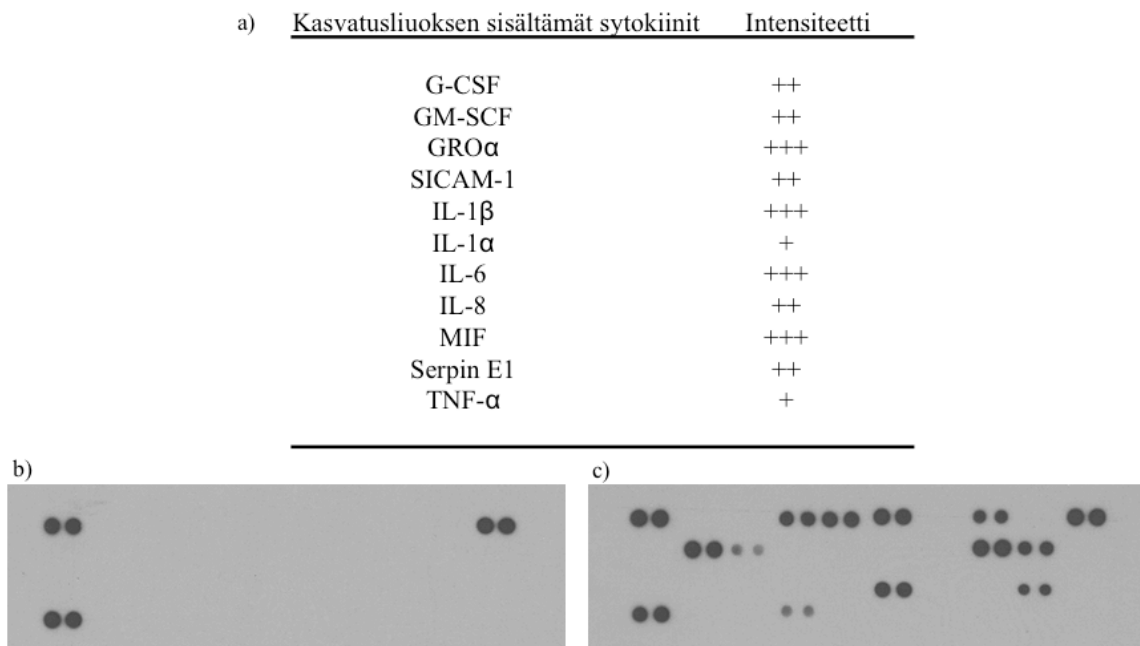 a) Kasvatusliuoksen sisältämät sytokiinit Intensiteetti
G-CSF ++
GM-SCF ++
GROα +++
SICAM-1 ++
IL-1β +++
IL-1α +
IL-6 +++
IL-8 ++
MIF +++
Serpin E1 ++
TNF-α +
b) c)